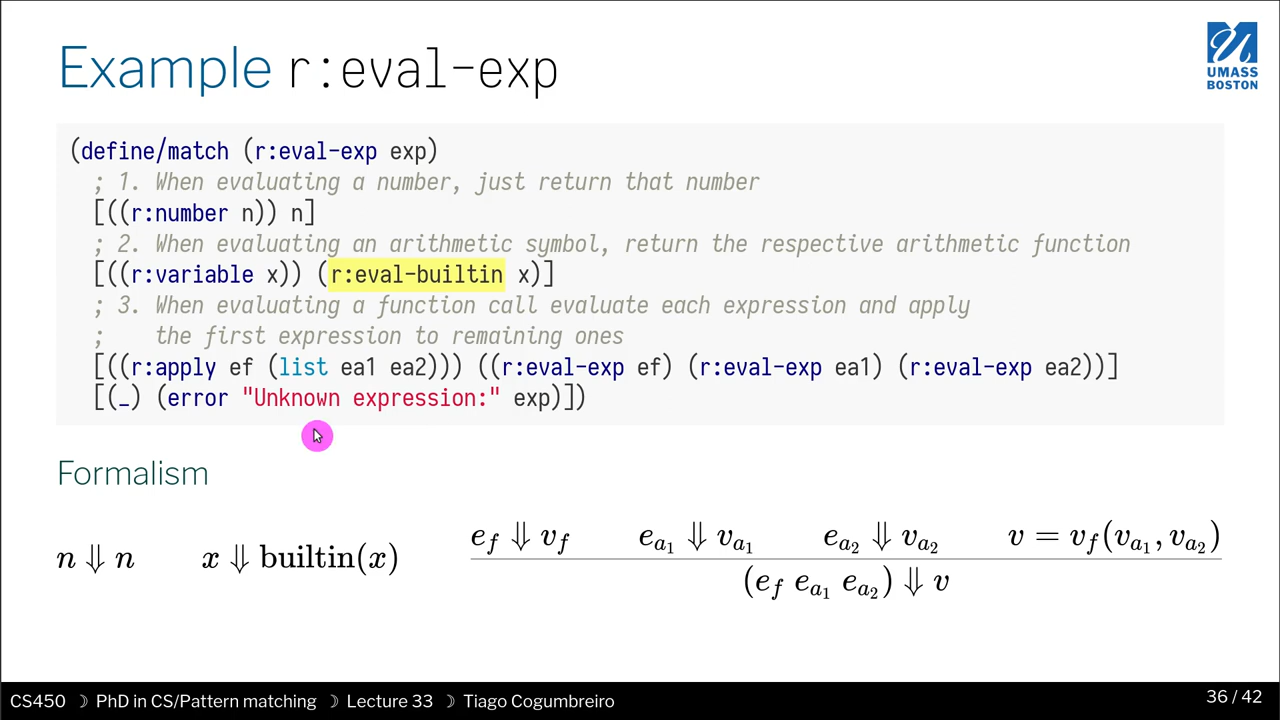 Example r:eval-exp
UMASS
BOSTON
(define/match (r:eval-exp exp)
; 1. When evaluating a number, just return that number
[((r:number n)) n]
; 2. When evaluating an arithmetic symbol, return the respective arithmetic function
[((r:variable x)) (r:eval-builtin x)]
; 3. When evaluating a function call evaluate each expression and apply
;    the first expression to remaining ones
[((r:apply ef (list ea1 ea2))) ((r:eval-exp ef) (r:eval-exp ea1) (r:eval-exp ea2))]
[(_) (error "Unknown expression:" exp)])
Formalism
n ⇓ n    x ⇓ builtin(x)
e_f ⇓ v_f    e_{a_1} ⇓ v_{a_1}    e_{a_2} ⇓ v_{a_2}    v = v_f(v_{a_1}, v_{a_2})
(e_f e_{a_1} e_{a_2}) ⇓ v
CS450 ☽ PhD in CS/Pattern matching ☽ Lecture 33 ☽ Tiago Cogumbreiro 36 / 42